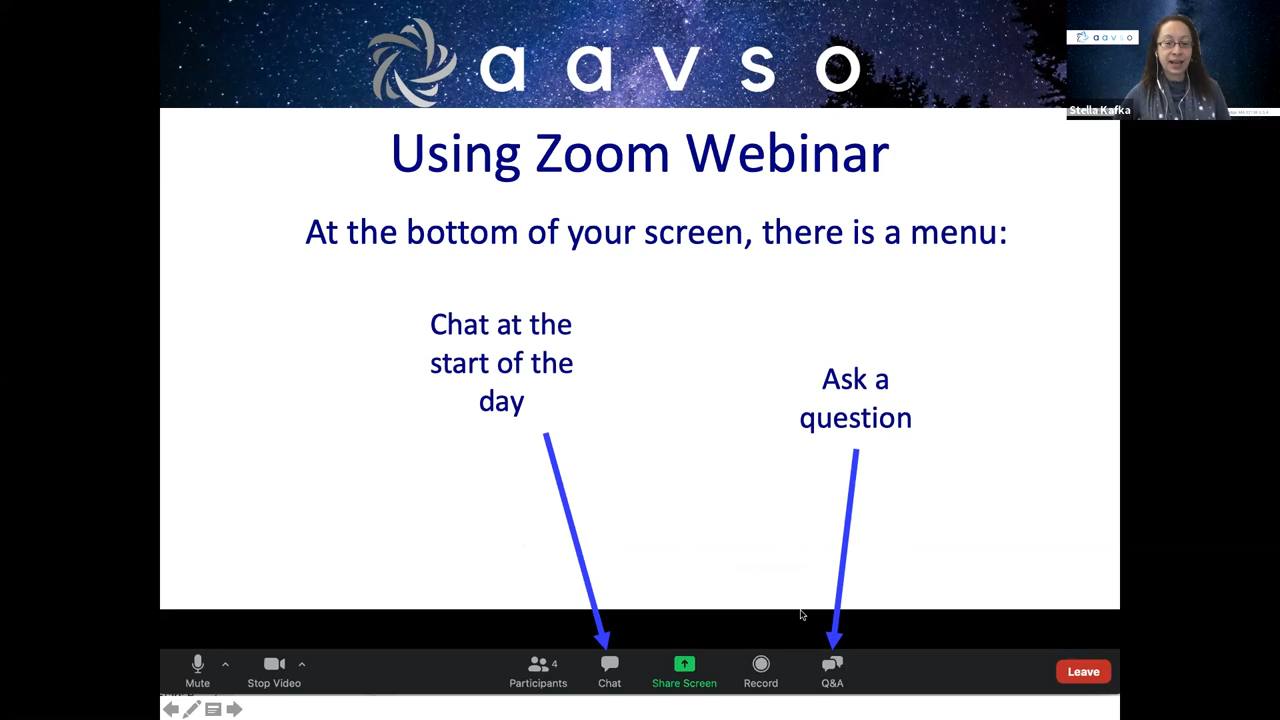 aavso
aavso
Stella Kafka
Using Zoom Webinar
At the bottom of your screen, there is a menu:
Chat at the
start of the
day
Ask a
question
4
Mute
Stop Video
Participants
Chat
Share Screen
Record
Q&A
Leave